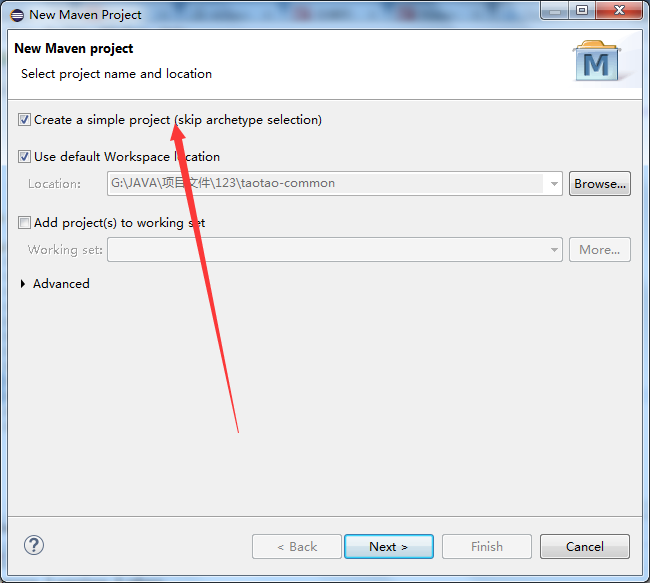 New Maven Project
New Maven project
Select project name and location
M
Create a simple project (skip archetype selection)
Use default Workspace location
Location: G:\JAVA\项目文件\123\taotao-common Browse...
Add project(s) to working set
Working set: More...
Advanced
? < Back Next > Finish Cancel